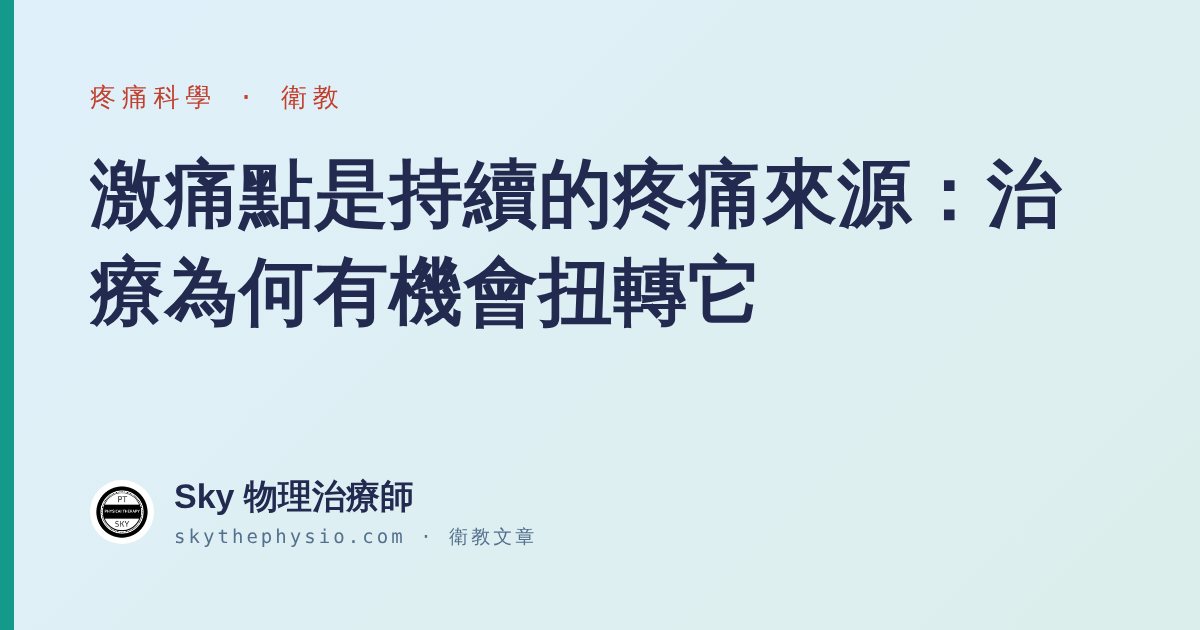 疼痛科學 · 衛教
激痛點是持續的疼痛來源：治
療為何有機會扭轉它
PT
PHYSICAL THERAPY
SKY
Sky 物理治療師
skythephysio.com · 衛教文章